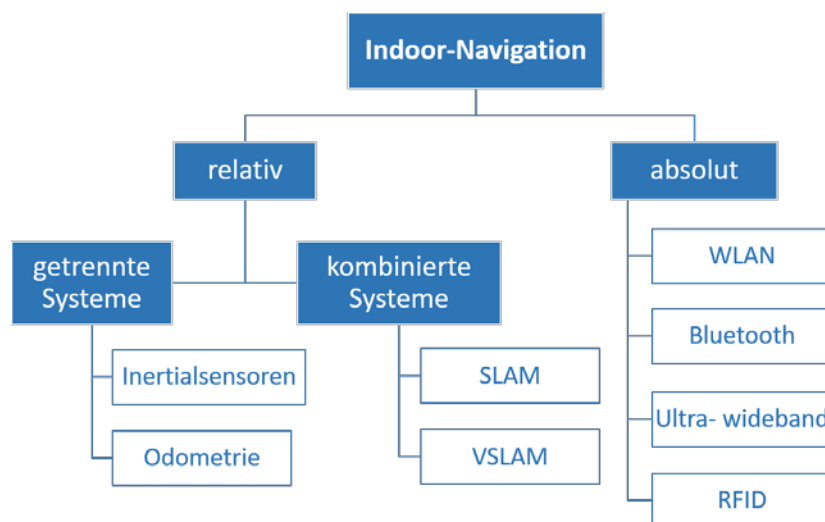 Indoor-Navigation
relativ
absolut
getrennte
Systeme
kombinierte
Systeme
WLAN
Bluetooth
Ultra- wideband
RFID
Inertialsensoren
Odometrie
SLAM
VSLAM